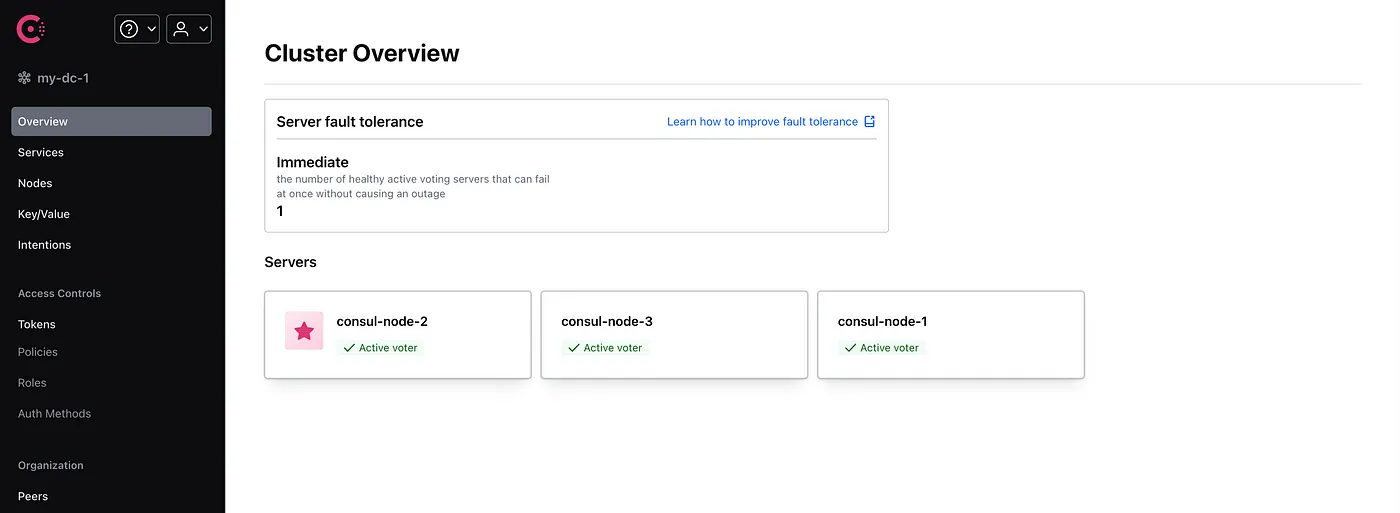 my-dc-1
Overview
Services
Nodes
Key/Value
Intentions
Access Controls
Tokens
Policies
Roles
Auth Methods
Organization
Peers
Cluster Overview
Server fault tolerance
Learn how to improve fault tolerance
Immediate
the number of healthy active voting servers that can fail
at once without causing an outage
1
Servers
consul-node-2
Active voter
consul-node-3
Active voter
consul-node-1
Active voter